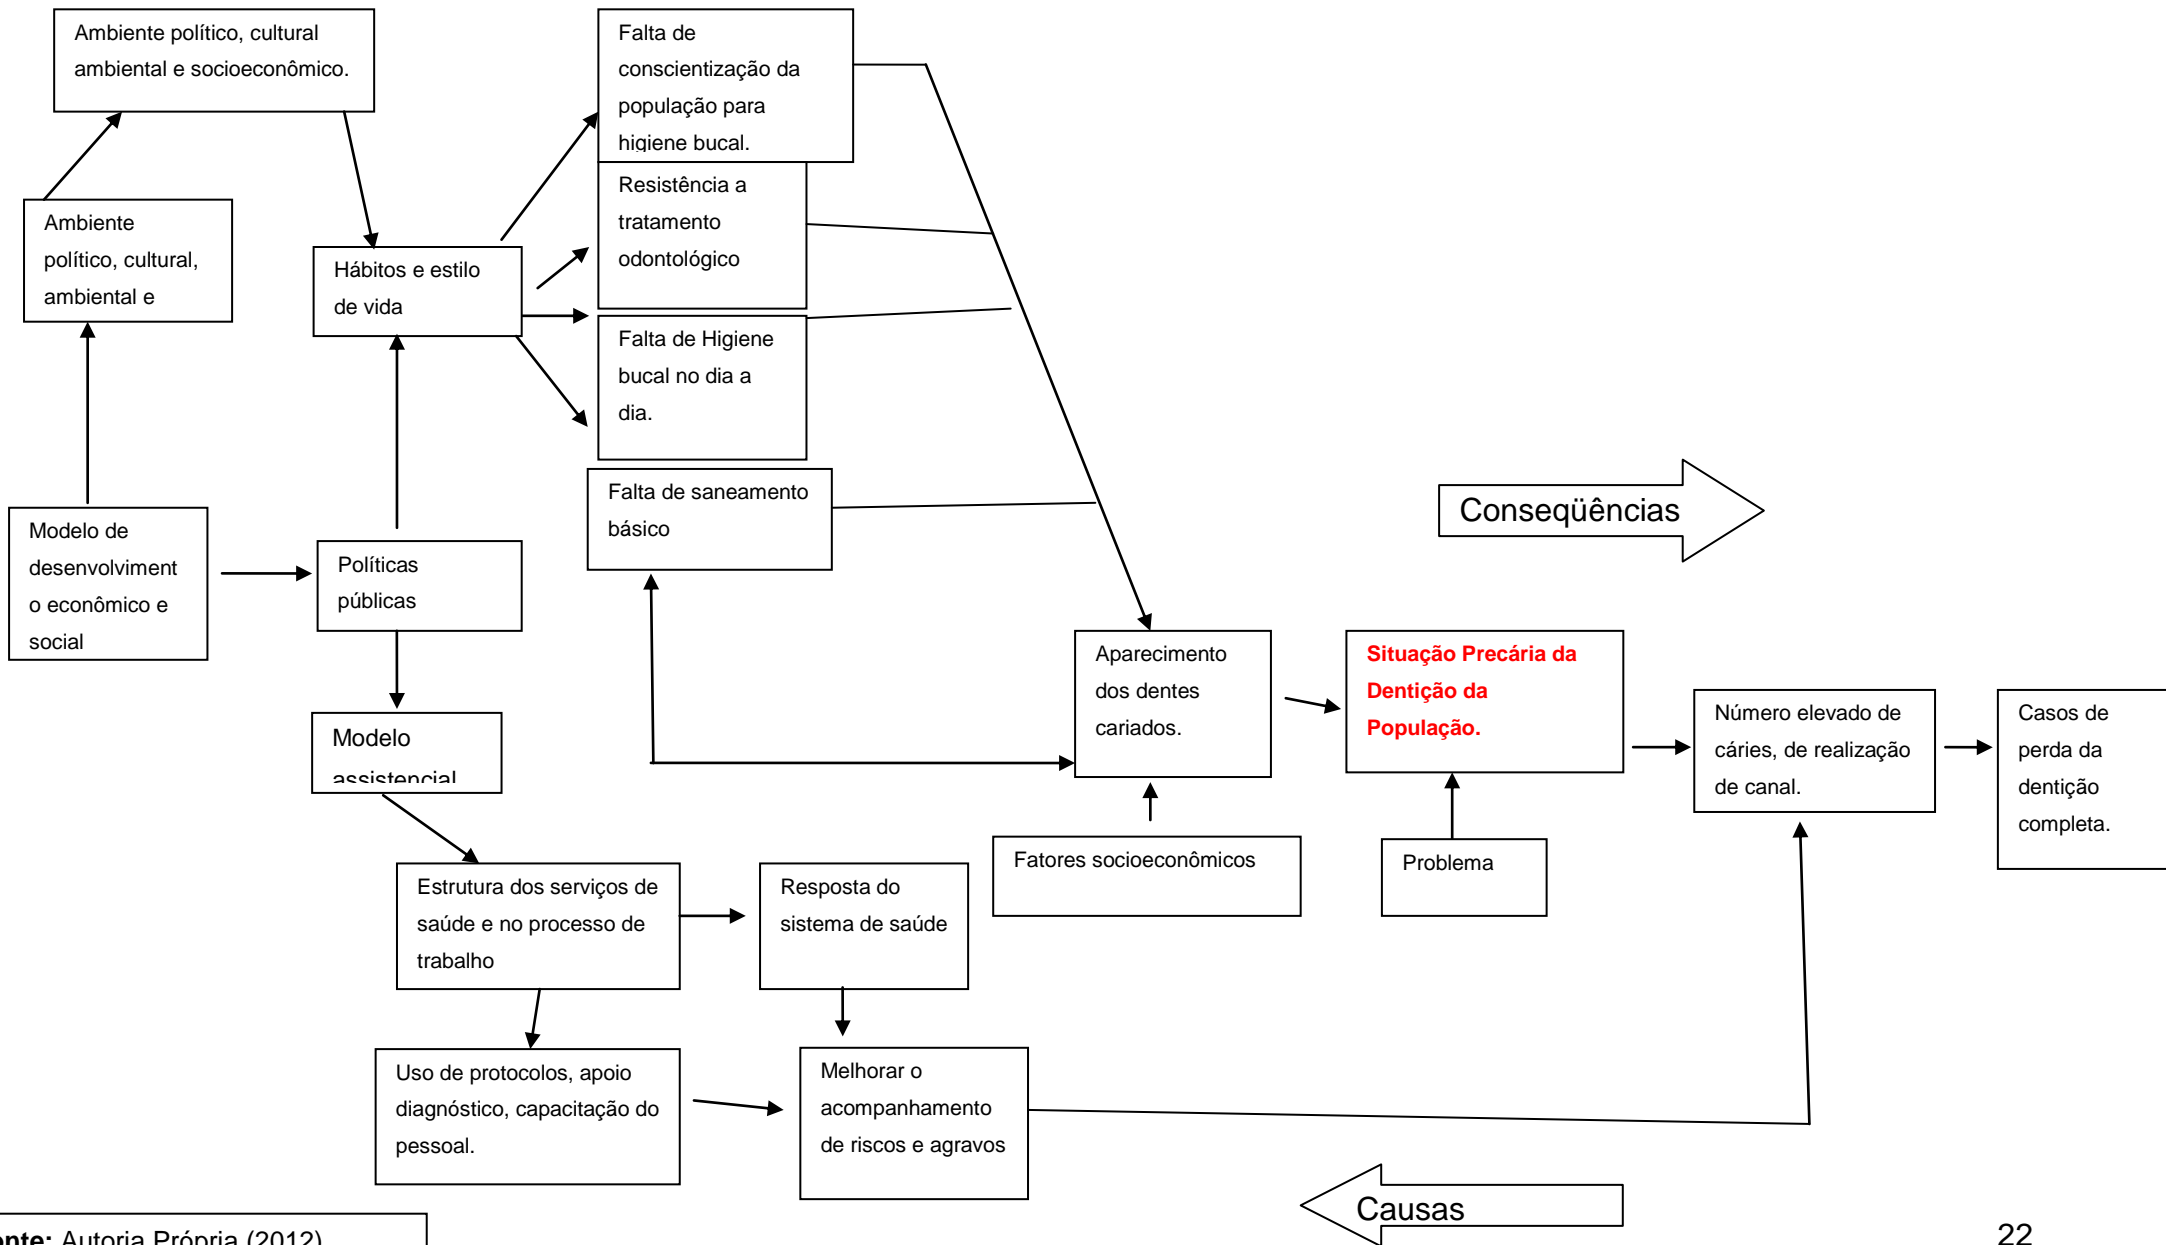 Ambiente político, cultural
ambiental e socioeconômico.
Falta de
conscientização da
população para
higiene bucal.
Resistência a
tratamento
odontológico
Ambiente
político, cultural,
ambiental e
Hábitos e estilo
de vida
Falta de Higiene
bucal no dia a
dia.
Falta de saneamento
básico
Conseqüências
Modelo de
desenvolviment
o econômico e
social
Políticas
públicas
Modelo
assistencial
Aparecimento
dos dentes
cariados.
Situação Precária da
Dentição da
População.
Número elevado de
cáries, de realização
de canal.
Casos de
perda da
dentição
completa.
Fatores socioeconômicos
Problema
Estrutura dos serviços de
saúde e no processo de
trabalho
Resposta do
sistema de saúde
Uso de protocolos, apoio
diagnóstico, capacitação do
pessoal.
Melhorar o
acompanhamento
de riscos e agravos
Causas
onte: Autoria Própria (2012)
22